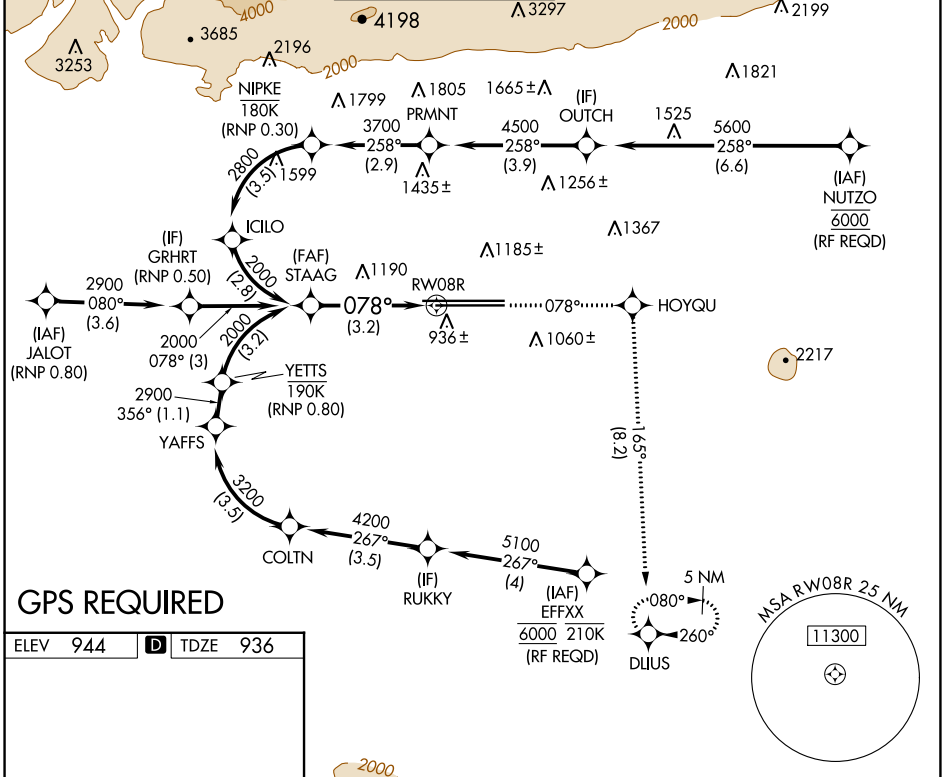 4000
4198
3297
2199
3685
2000
2196
3253
2000
1821
NIPKE
180K
(RNP 0.30)
1799
1805
1665±
PRMNT
(IF)
OUTCH
1525
3700
258°
(2.9)
4500
258°
(3.9)
5600
258°
(6.6)
2800
(3.5)
1599
1435±
1256±
(IAF)
NUTZO
6000
(RF REQD)
ICILO
1367
(IF)
GRHRT
(RNP 0.50)
2000
(2.8)
(FAF)
STAAG
1190
1185±
2900
080°
(3.6)
RW08R
078°
(3.2)
078°
HOYQU
(IAF)
JALOT
(RNP 0.80)
2000
078° (3)
2000
(3.2)
936±
1060±
2217
YETTS
190K
(RNP 0.80)
2900
356° (1.1)
YAFFS
165°
(8.2)
3200
(3.5)
4200
267°
(3.5)
5100
267°
(4)
COLTN
(IF)
RUKKY
(IAF)
EFFXX
6000 210K
(RF REQD)
5 NM
080°
260°
DLIUS
MSA RW08R 25 NM
11300
GPS REQUIRED
ELEV 944 D TDZE 936
2000